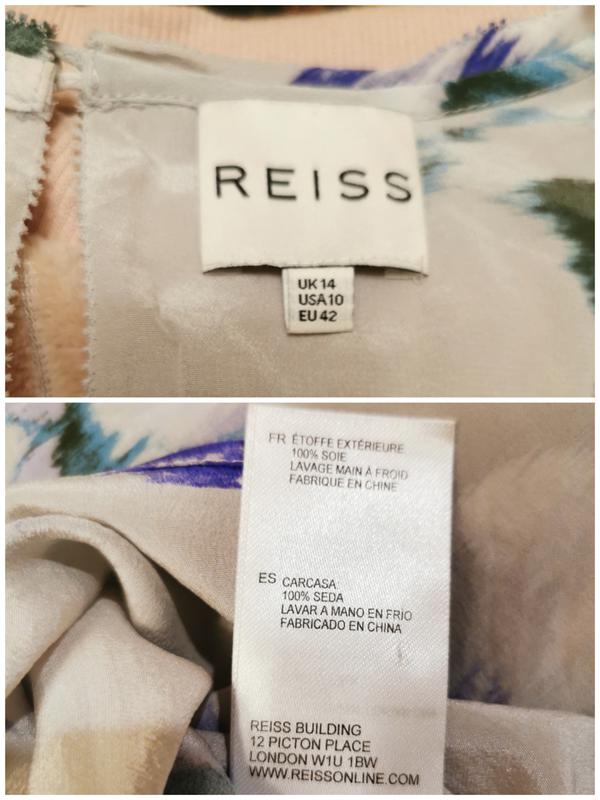 REISS
UK 14
USA 10
EU 42
FR ÉTOFFE EXTÉRIEURE
100% SOIE
LAVAGE MAIN À FROID
FABRIQUE EN CHINE
ES CARCASA
100% SEDA
LAVAR A MANO EN FRIO
FABRICADO EN CHINA
REISS BUILDING
12 PICTON PLACE
LONDON W1U 1BW
WWW.REISSONLINE.COM